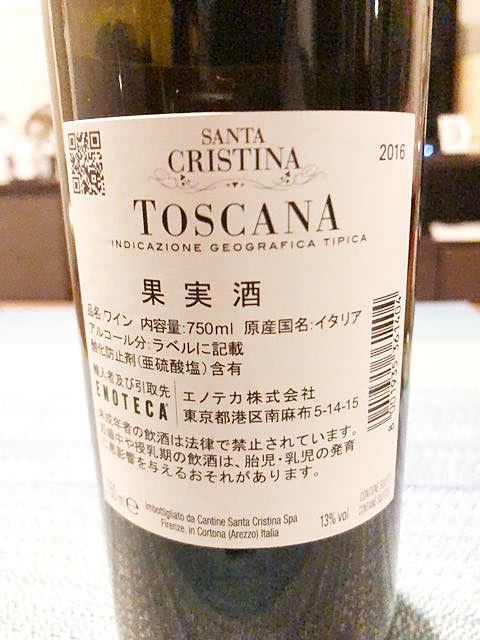 SANTA
CRISTINA
2016
TOSCANA
INDICAZIONE GEOGRAFICA TIPICA
果実酒
品名:ワイン 内容量:750ml 原産国名:イタリア
アルコール分:ラベルに記載
酸化防止剤(亜硫酸塩)含有
輸入者及び引取先
ENOTECA
エノテカ株式会社
東京都港区南麻布5-14-15
未成年者の飲酒は法律で禁止されています。
妊娠中や授乳期の飲酒は、胎児・乳児の発育
に悪影響を与えるおそれがあります。
Imbottigliato da Cantine Santa Cristina Spa
Firenze, in Cortona (Arezzo) Italia
13% vol
8 001935 361404